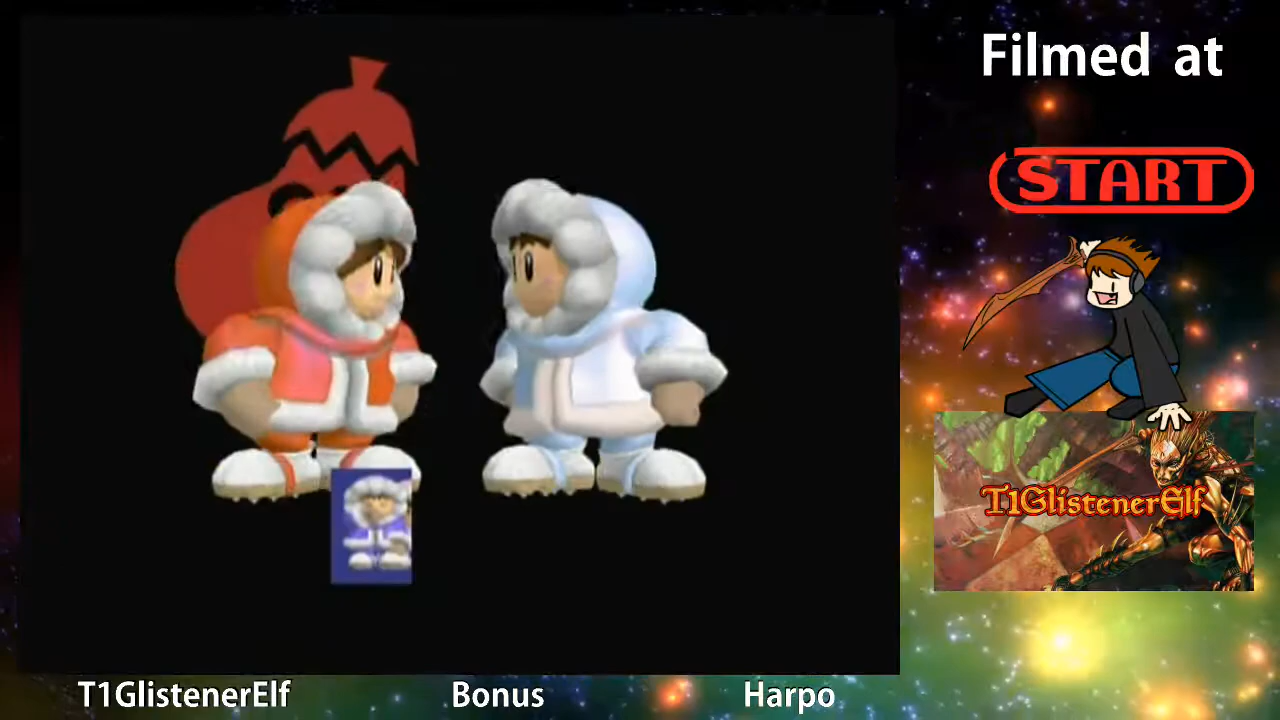 Filmed at
START
T1GlistenerElf
T1GlistenerElf
Bonus
Harpo